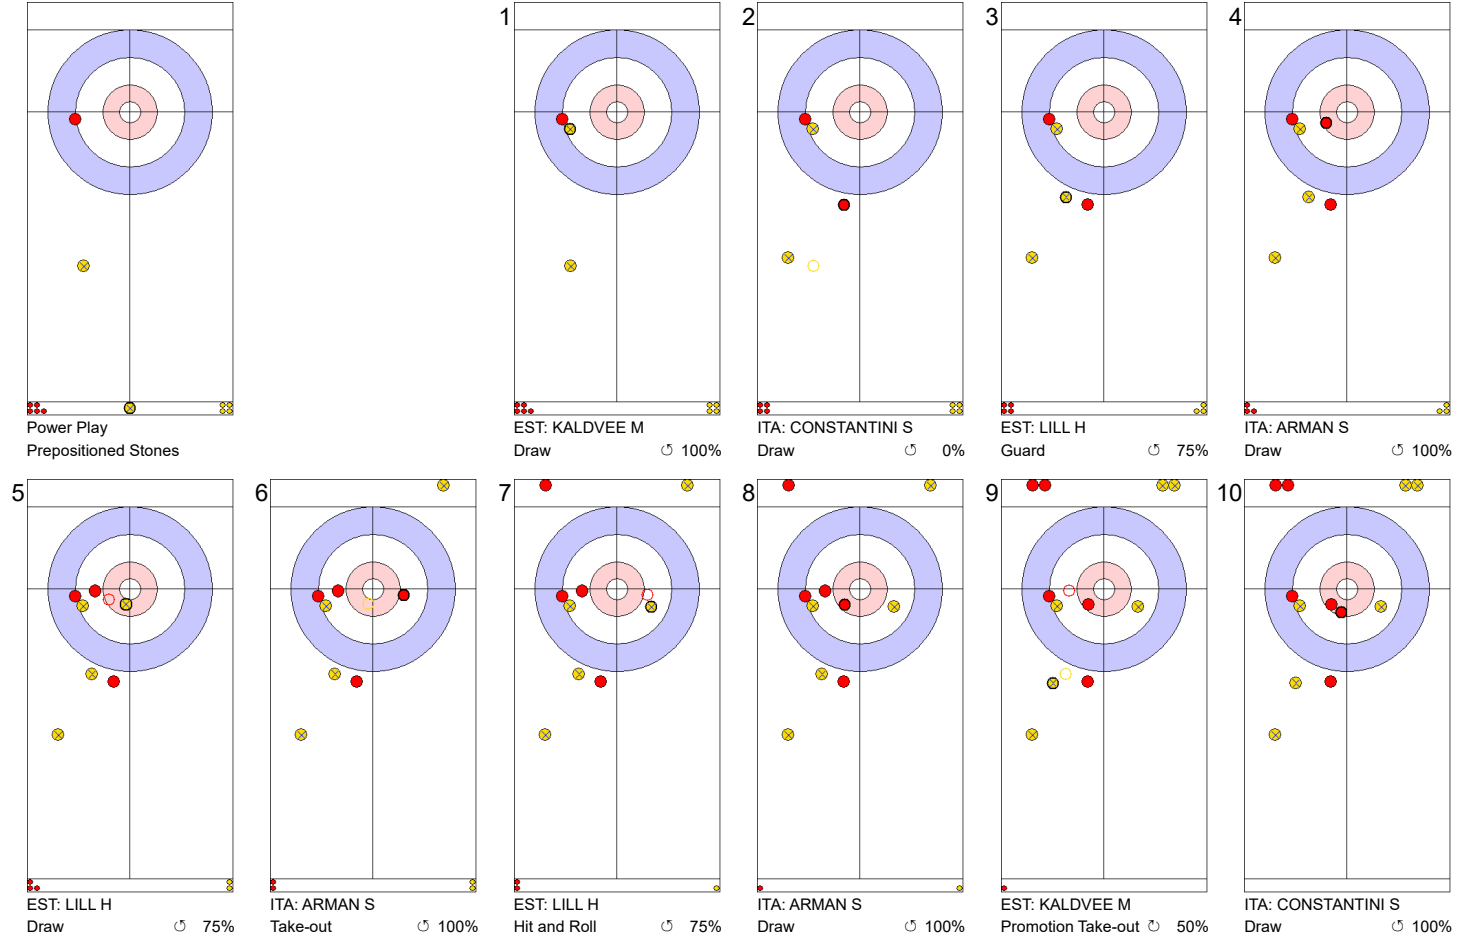 Power Play
Prepositioned Stones
1
EST: KALDVEE M
Draw ↺ 100%
2
ITA: CONSTANTINI S
Draw ↺ 0%
3
EST: LILL H
Guard ↺ 75%
4
ITA: ARMAN S
Draw ↺ 100%
5
EST: LILL H
Draw ↺ 75%
6
ITA: ARMAN S
Take-out ↺ 100%
7
EST: LILL H
Hit and Roll ↺ 75%
8
ITA: ARMAN S
Draw ↺ 100%
9
EST: KALDVEE M
Promotion Take-out ↻ 50%
10
ITA: CONSTANTINI S
Draw ↺ 100%